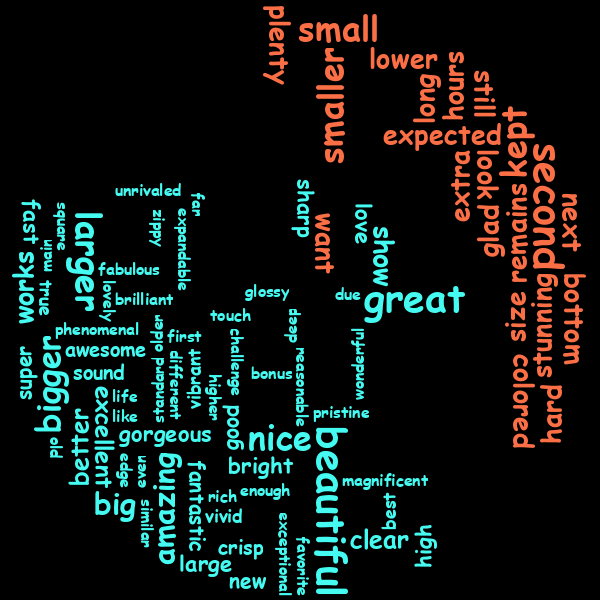 plenty
small
smaller
lower
long
hours
still
expected
kept
extra
look
glad
second
remains
next
size
stunning
bottom
colored
hard
want
sharp
love
show
great
due
unrivaled
far
fast
square
zippy
expandable
larger
main
works
true
fabulous
lovely
brilliant
glossy
touch
deep
phenomenal
older
first
awesome
standard
different
vibrant
challenge
wonderful
super
bigger
sound
higher
bonus
reasonable
life
like
excellent
good
pristine
old
better
gorgeous
nice
beautiful
edge
even
amazing
fantastic
bright
magnificent
big
similar
rich
enough
best
vivid
exceptional
favorite
clear
high
crisp
large
new